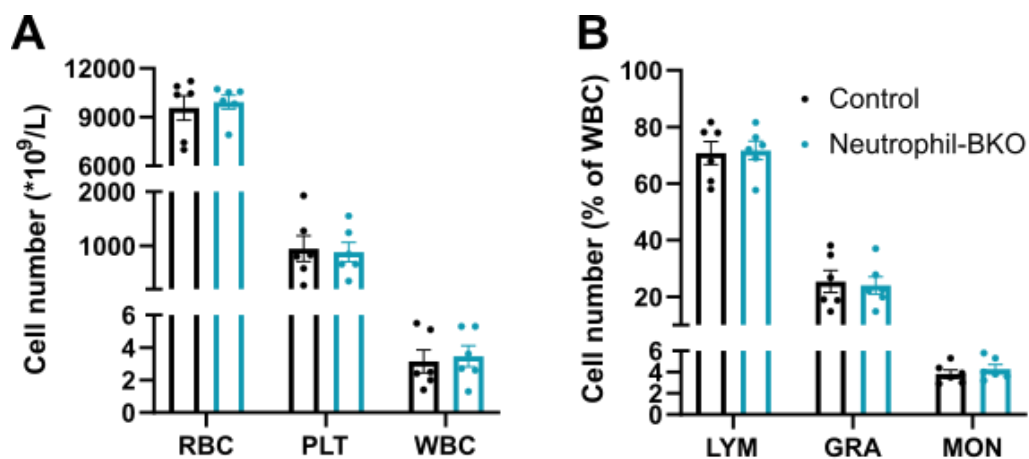 A
Cell number (*10⁹/L)
12000
9000
6000
2000
1000
6
4
2
0
RBC PLT WBC
B
Cell number (% of WBC)
100
80
60
40
20
6
4
2
0
LYM GRA MON
Control
Neutrophil-BKO